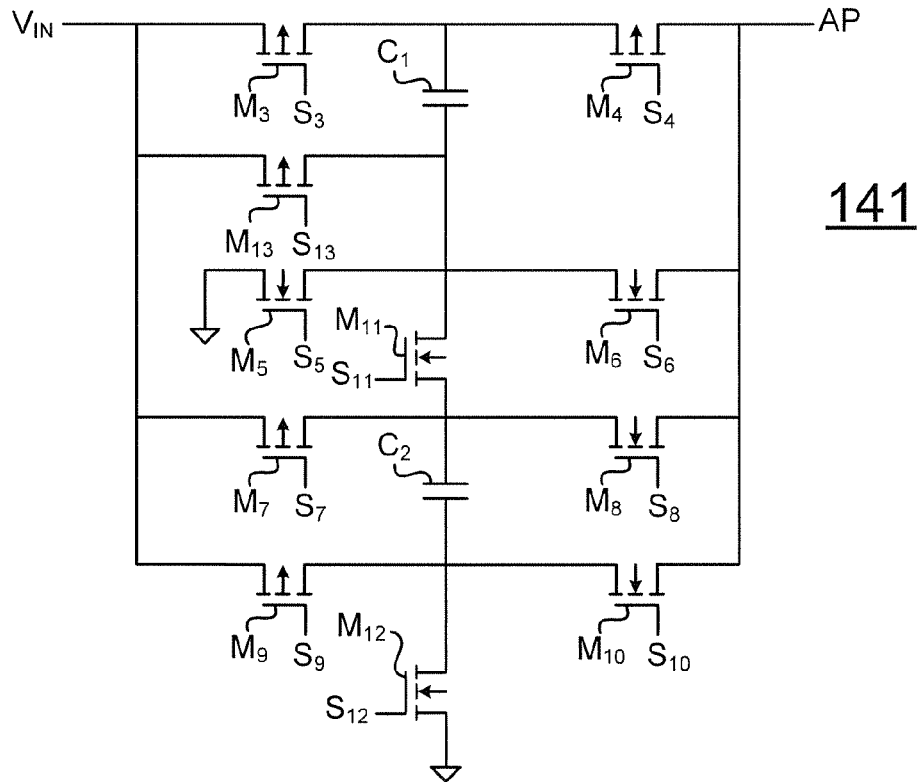 V_IN AP
C₁
M₃ S₃ M₄ S₄
141
M₁₃ S₁₃
M₁₁
M₅ S₅ M₆ S₆
S₁₁
C₂
M₇ S₇ M₈ S₈
M₁₂
M₉ S₉ M₁₀ S₁₀
S₁₂